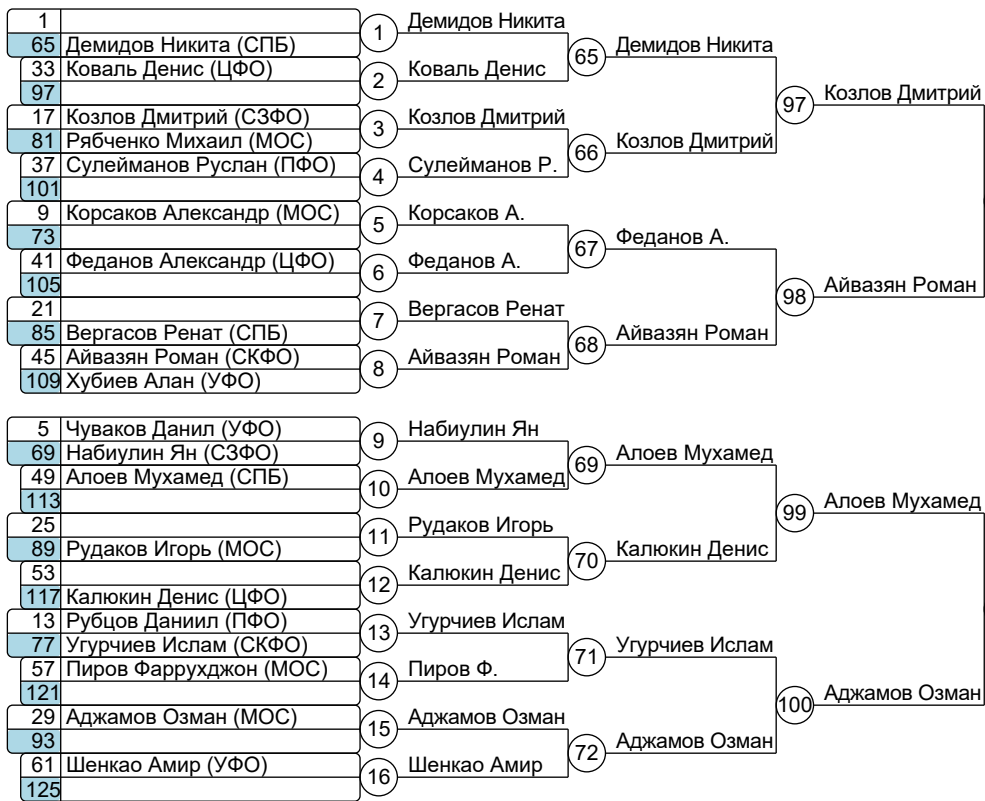 1 1 Демидов Никита
65 Демидов Никита (СПБ) 65 Демидов Никита
33 Коваль Денис (ЦФО) 2 Коваль Денис
97 97 Козлов Дмитрий
17 Козлов Дмитрий (СЗФО) 3 Козлов Дмитрий
81 Рябченко Михаил (МОС) 66 Козлов Дмитрий
37 Сулейманов Руслан (ПФО) 4 Сулейманов Р.
101
9 Корсаков Александр (МОС) 5 Корсаков А.
73 67 Феданов А.
41 Феданов Александр (ЦФО) 6 Феданов А.
105 98 Айвазян Роман
21 7 Вергасов Ренат
85 Вергасов Ренат (СПБ) 68 Айвазян Роман
45 Айвазян Роман (СКФО) 8 Айвазян Роман
109 Хубиев Алан (УФО)
5 Чуваков Данил (УФО) 9 Набиулин Ян
69 Набиулин Ян (СЗФО) 69 Алоев Мухамед
49 Алоев Мухамед (СПБ) 10 Алоев Мухамед
113 99 Алоев Мухамед
25 11 Рудаков Игорь
89 Рудаков Игорь (МОС) 70 Калюкин Денис
53 12 Калюкин Денис
117 Калюкин Денис (ЦФО)
13 Рубцов Даниил (ПФО) 13 Угурчиев Ислам
77 Угурчиев Ислам (СКФО) 71 Угурчиев Ислам
57 Пиров Фаррухджон (МОС) 14 Пиров Ф.
121 100 Аджамов Озман
29 Аджамов Озман (МОС) 15 Аджамов Озман
93 72 Аджамов Озман
61 Шенкао Амир (УФО) 16 Шенкао Амир
125